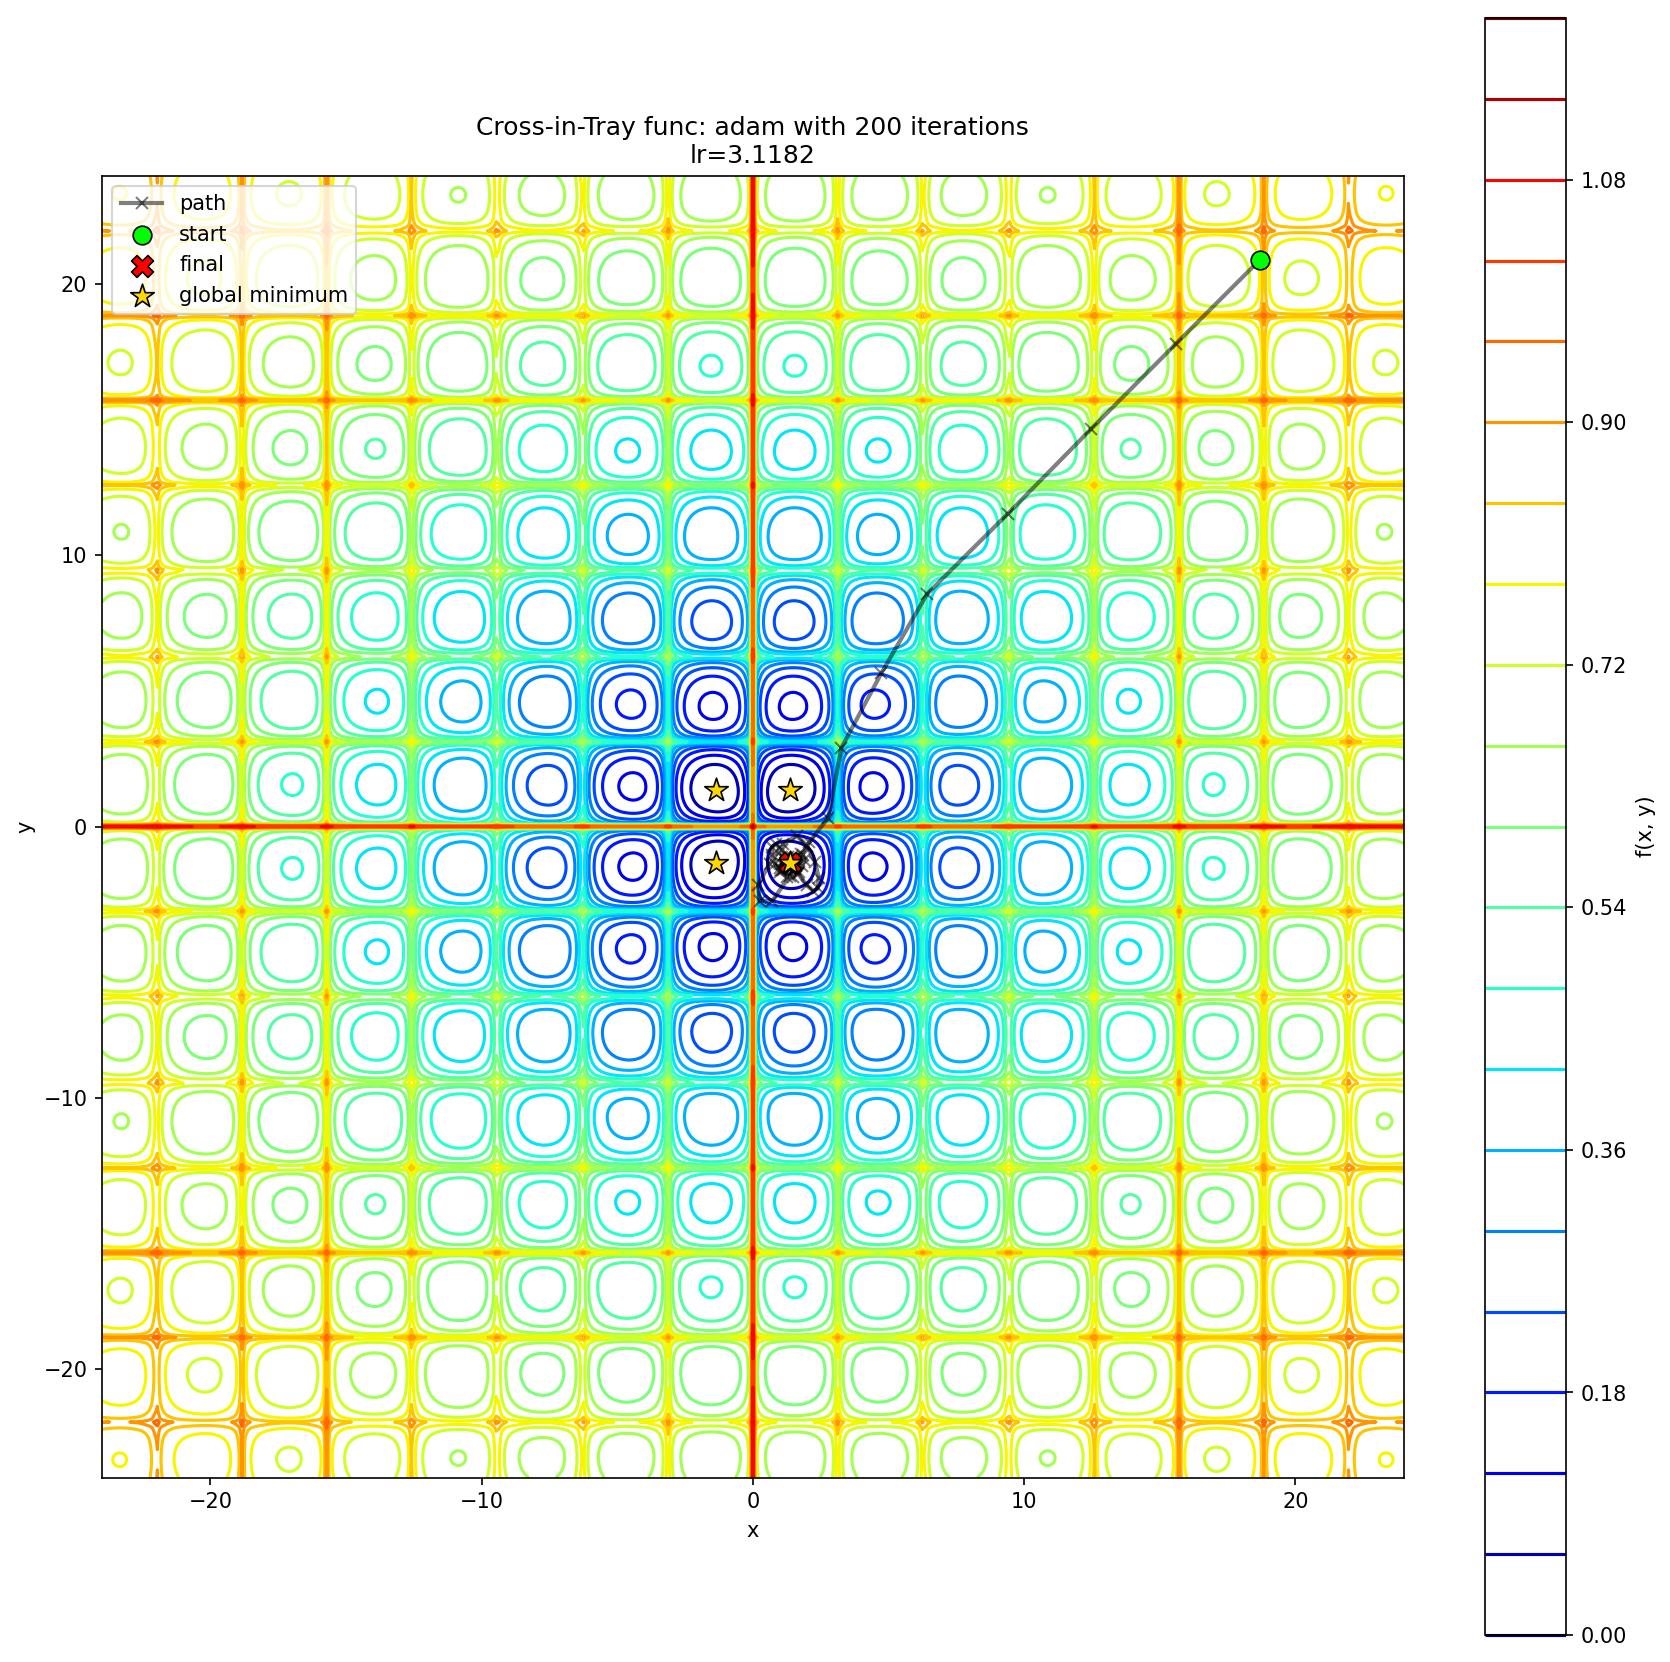 Cross-in-Tray func: adam with 200 iterations
lr=3.1182
path
start
final
global minimum
20
10
0
−10
−20
y
−20
−10
0
10
20
x
1.08
0.90
0.72
0.54
0.36
0.18
0.00
f(x, y)